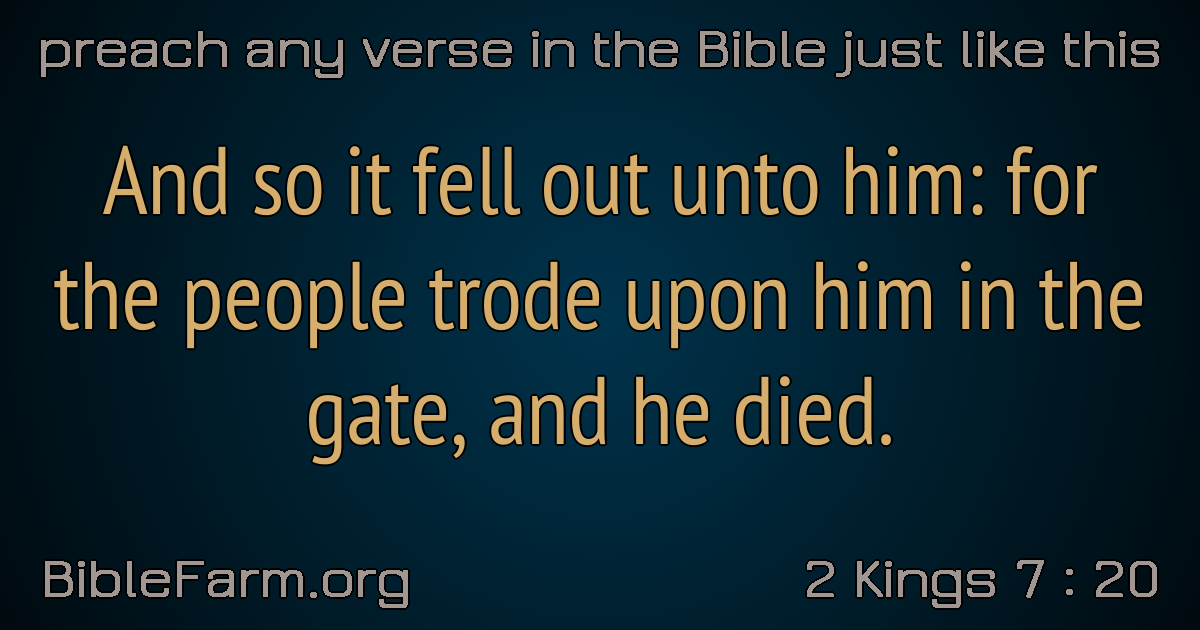 preach any verse in the Bible just like this
And so it fell out unto him: for
the people trode upon him in the
gate, and he died.
BibleFarm.org
2 Kings 7 : 20